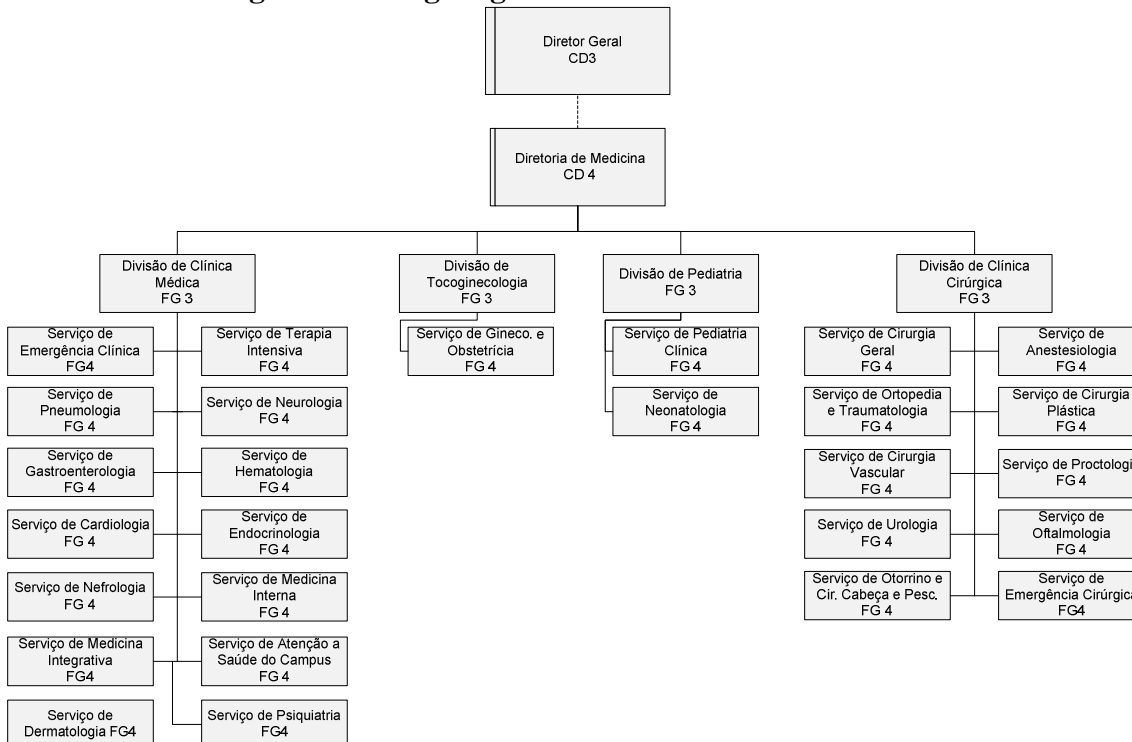 Diretor Geral
CD3
Diretoria de Medicina
CD 4
Divisão de Clínica
Médica
FG 3
Divisão de
Tocoginecologia
FG 3
Divisão de Pediatria
FG 3
Divisão de Clínica
Cirúrgica
FG 3
Serviço de
Emergência Clínica
FG4
Serviço de Terapia
Intensiva
FG 4
Serviço de Gineco. e
Obstetrícia
FG 4
Serviço de Pediatria
Clínica
FG 4
Serviço de Cirurgia
Geral
FG 4
Serviço de
Anestesiologia
FG 4
Serviço de
Pneumologia
FG 4
Serviço de Neurologia
FG 4
Serviço de
Neonatologia
FG 4
Serviço de Ortopedia
e Traumatologia
FG 4
Serviço de Cirurgia
Plástica
FG 4
Serviço de
Gastroenterologia
FG 4
Serviço de
Hematologia
FG 4
Serviço de Cirurgia
Vascular
FG 4
Serviço de Proctologi
FG 4
Serviço de Cardiologia
FG 4
Serviço de
Endocrinologia
FG 4
Serviço de Urologia
FG 4
Serviço de
Oftalmologia
FG 4
Serviço de Nefrologia
FG 4
Serviço de Medicina
Interna
FG 4
Serviço de Otorrino e
Cir. Cabeça e Pesc.
FG 4
Serviço de
Emergência Cirúrgica
FG4
Serviço de Medicina
Integrativa
FG4
Serviço de Atenção a
Saúde do Campus
FG 4
Serviço de
Dermatologia FG4
Serviço de Psiquiatria
FG4